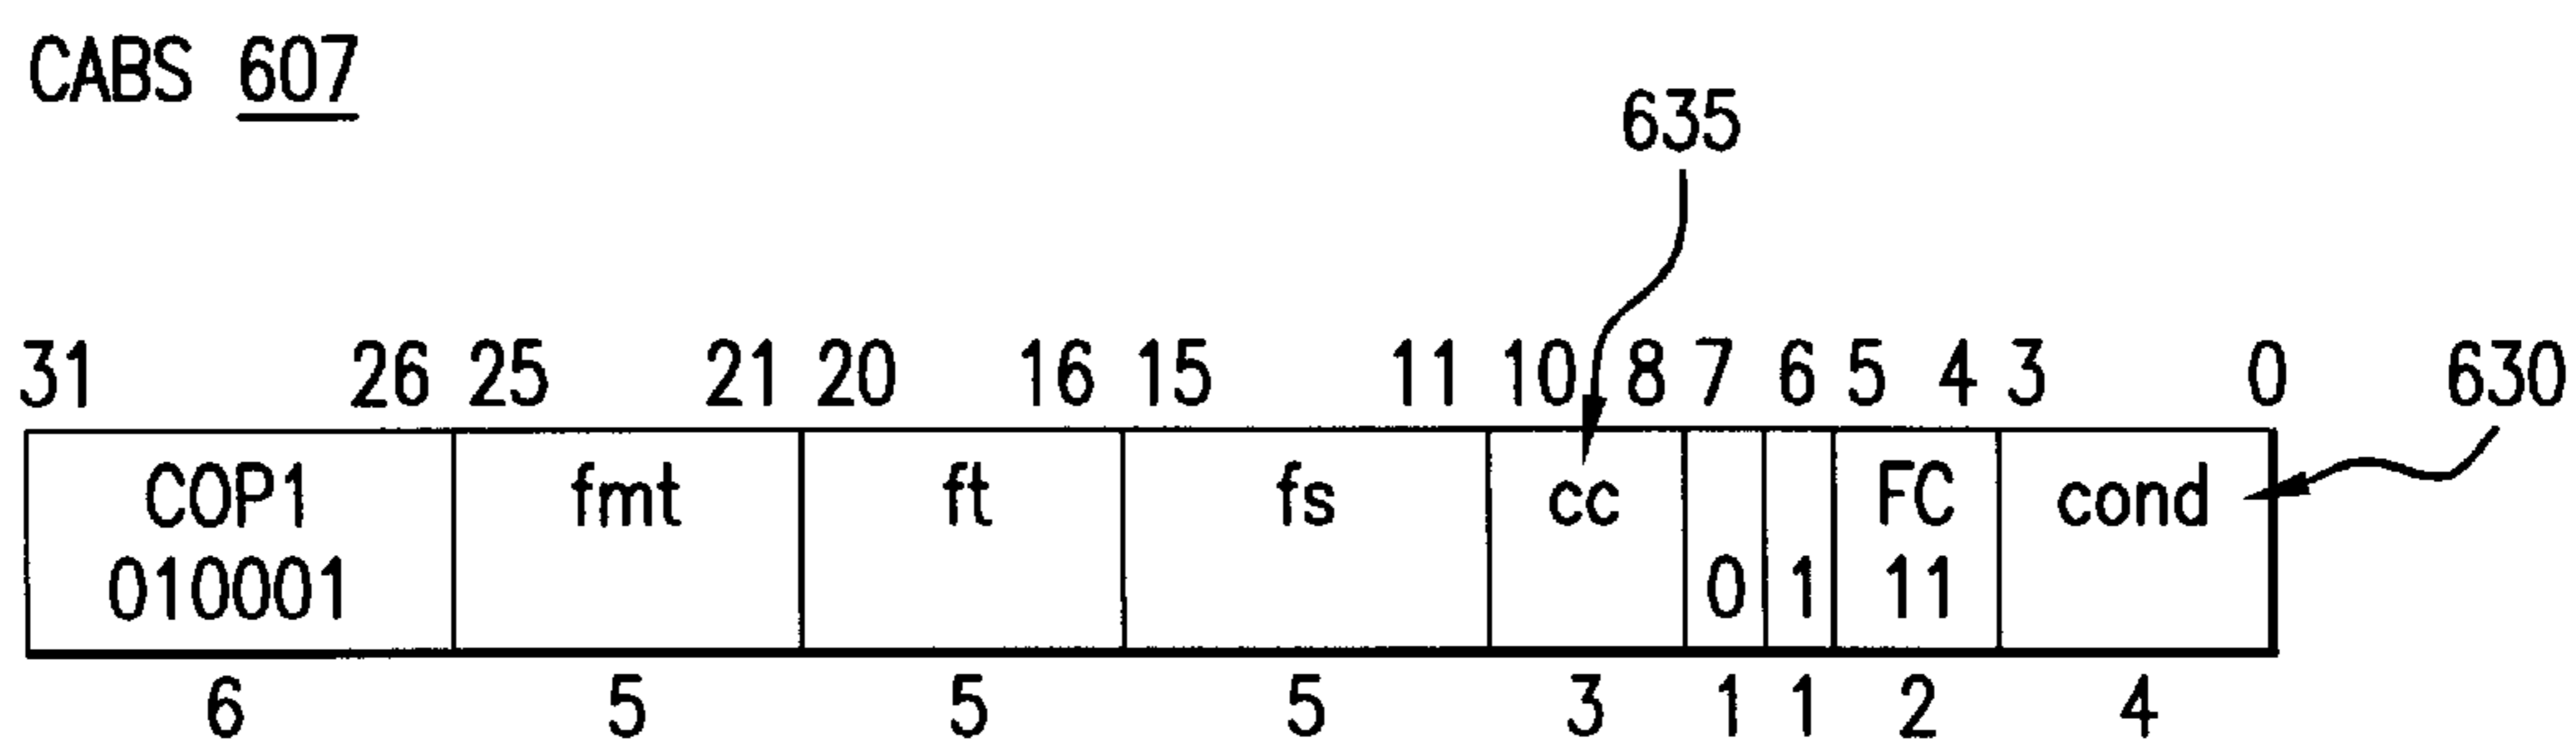 CABS 607
635
31 26 25 21 20 16 15 11 10 8 7 6 5 4 3 0 630
COP1 fmt ft fs cc FC cond
010001 0 1 11
6 5 5 5 3 1 1 2 4